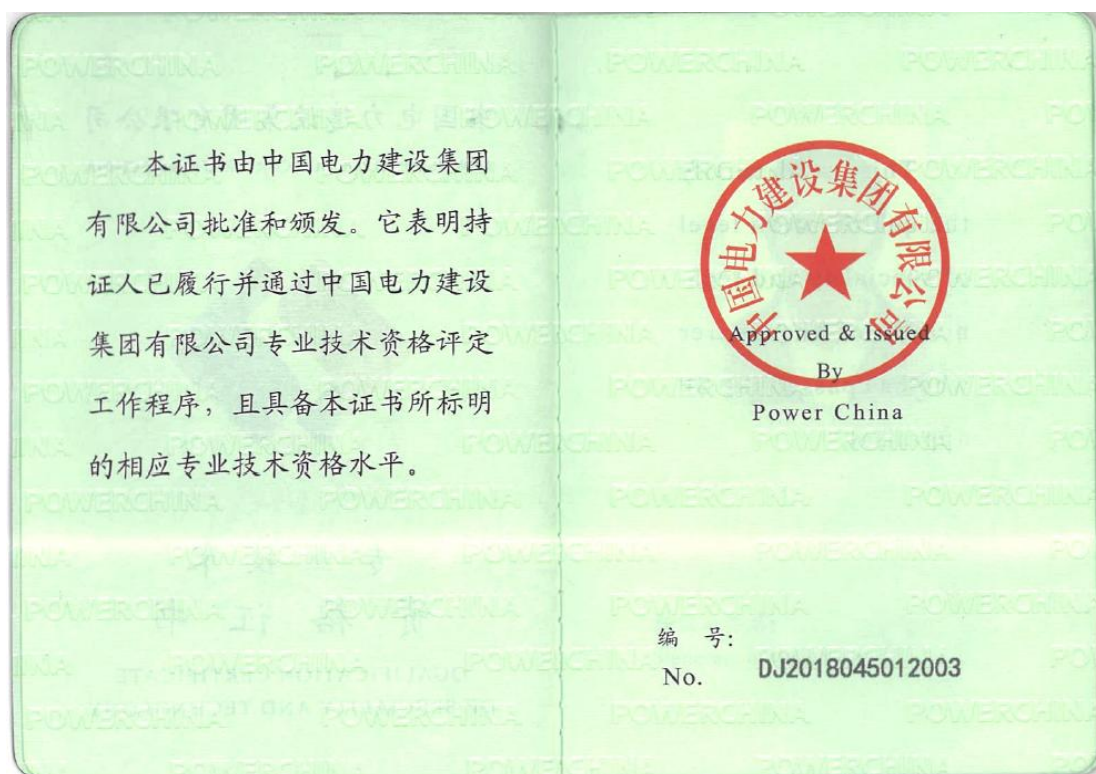 本证书由中国电力建设集团
有限公司批准和颁发。它表明持
证人已履行并通过中国电力建设
集团有限公司专业技术资格评定
工作程序，且具备本证书所标明
的相应专业技术资格水平。
中国电力建设集团有限公司
Approved & Issued
By
Power China
编 号:
No. DJ2018045012003
POWERCHINA